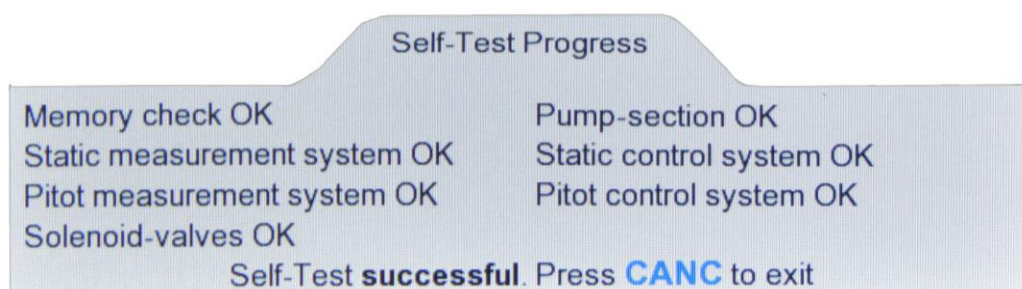 Self-Test Progress
Memory check OK Pump-section OK
Static measurement system OK Static control system OK
Pitot measurement system OK Pitot control system OK
Solenoid-valves OK
Self-Test successful. Press CANC to exit